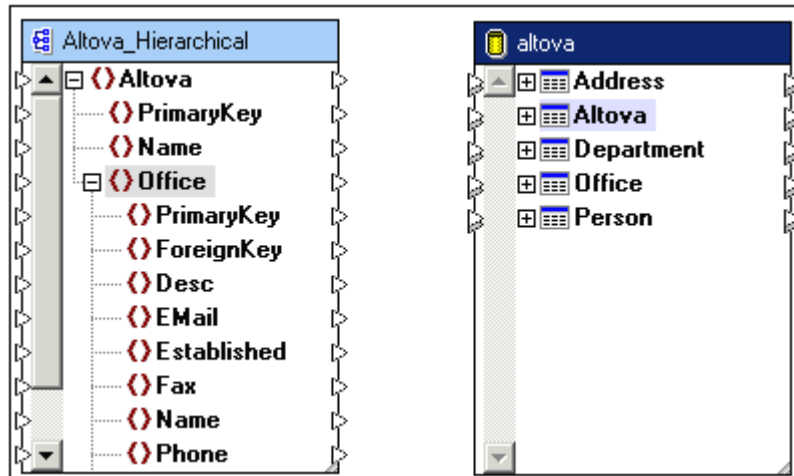 Altova_Hierarchical
Altova
PrimaryKey
Name
Office
PrimaryKey
ForeignKey
Desc
EMail
Established
Fax
Name
Phone
altova
Address
Altova
Department
Office
Person